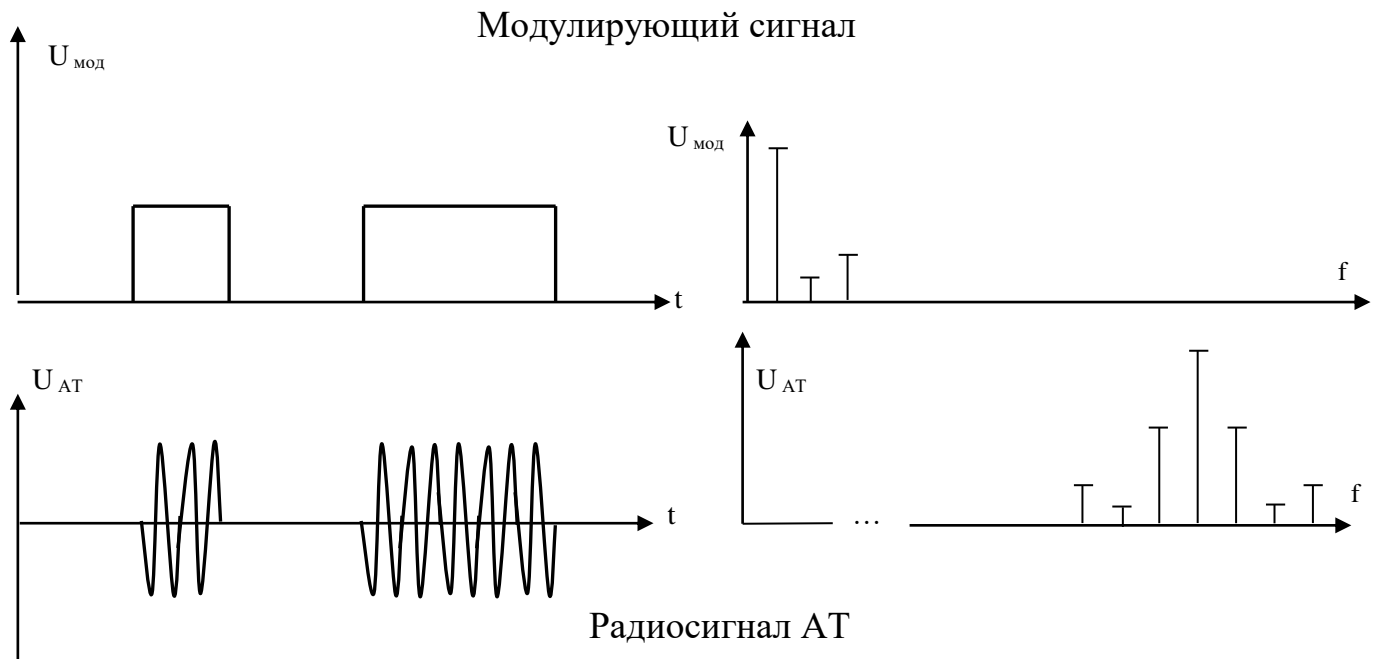 Модулирующий сигнал
U мод
t
U мод
f
U АТ
t
U АТ
...
f
Радиосигнал АТ